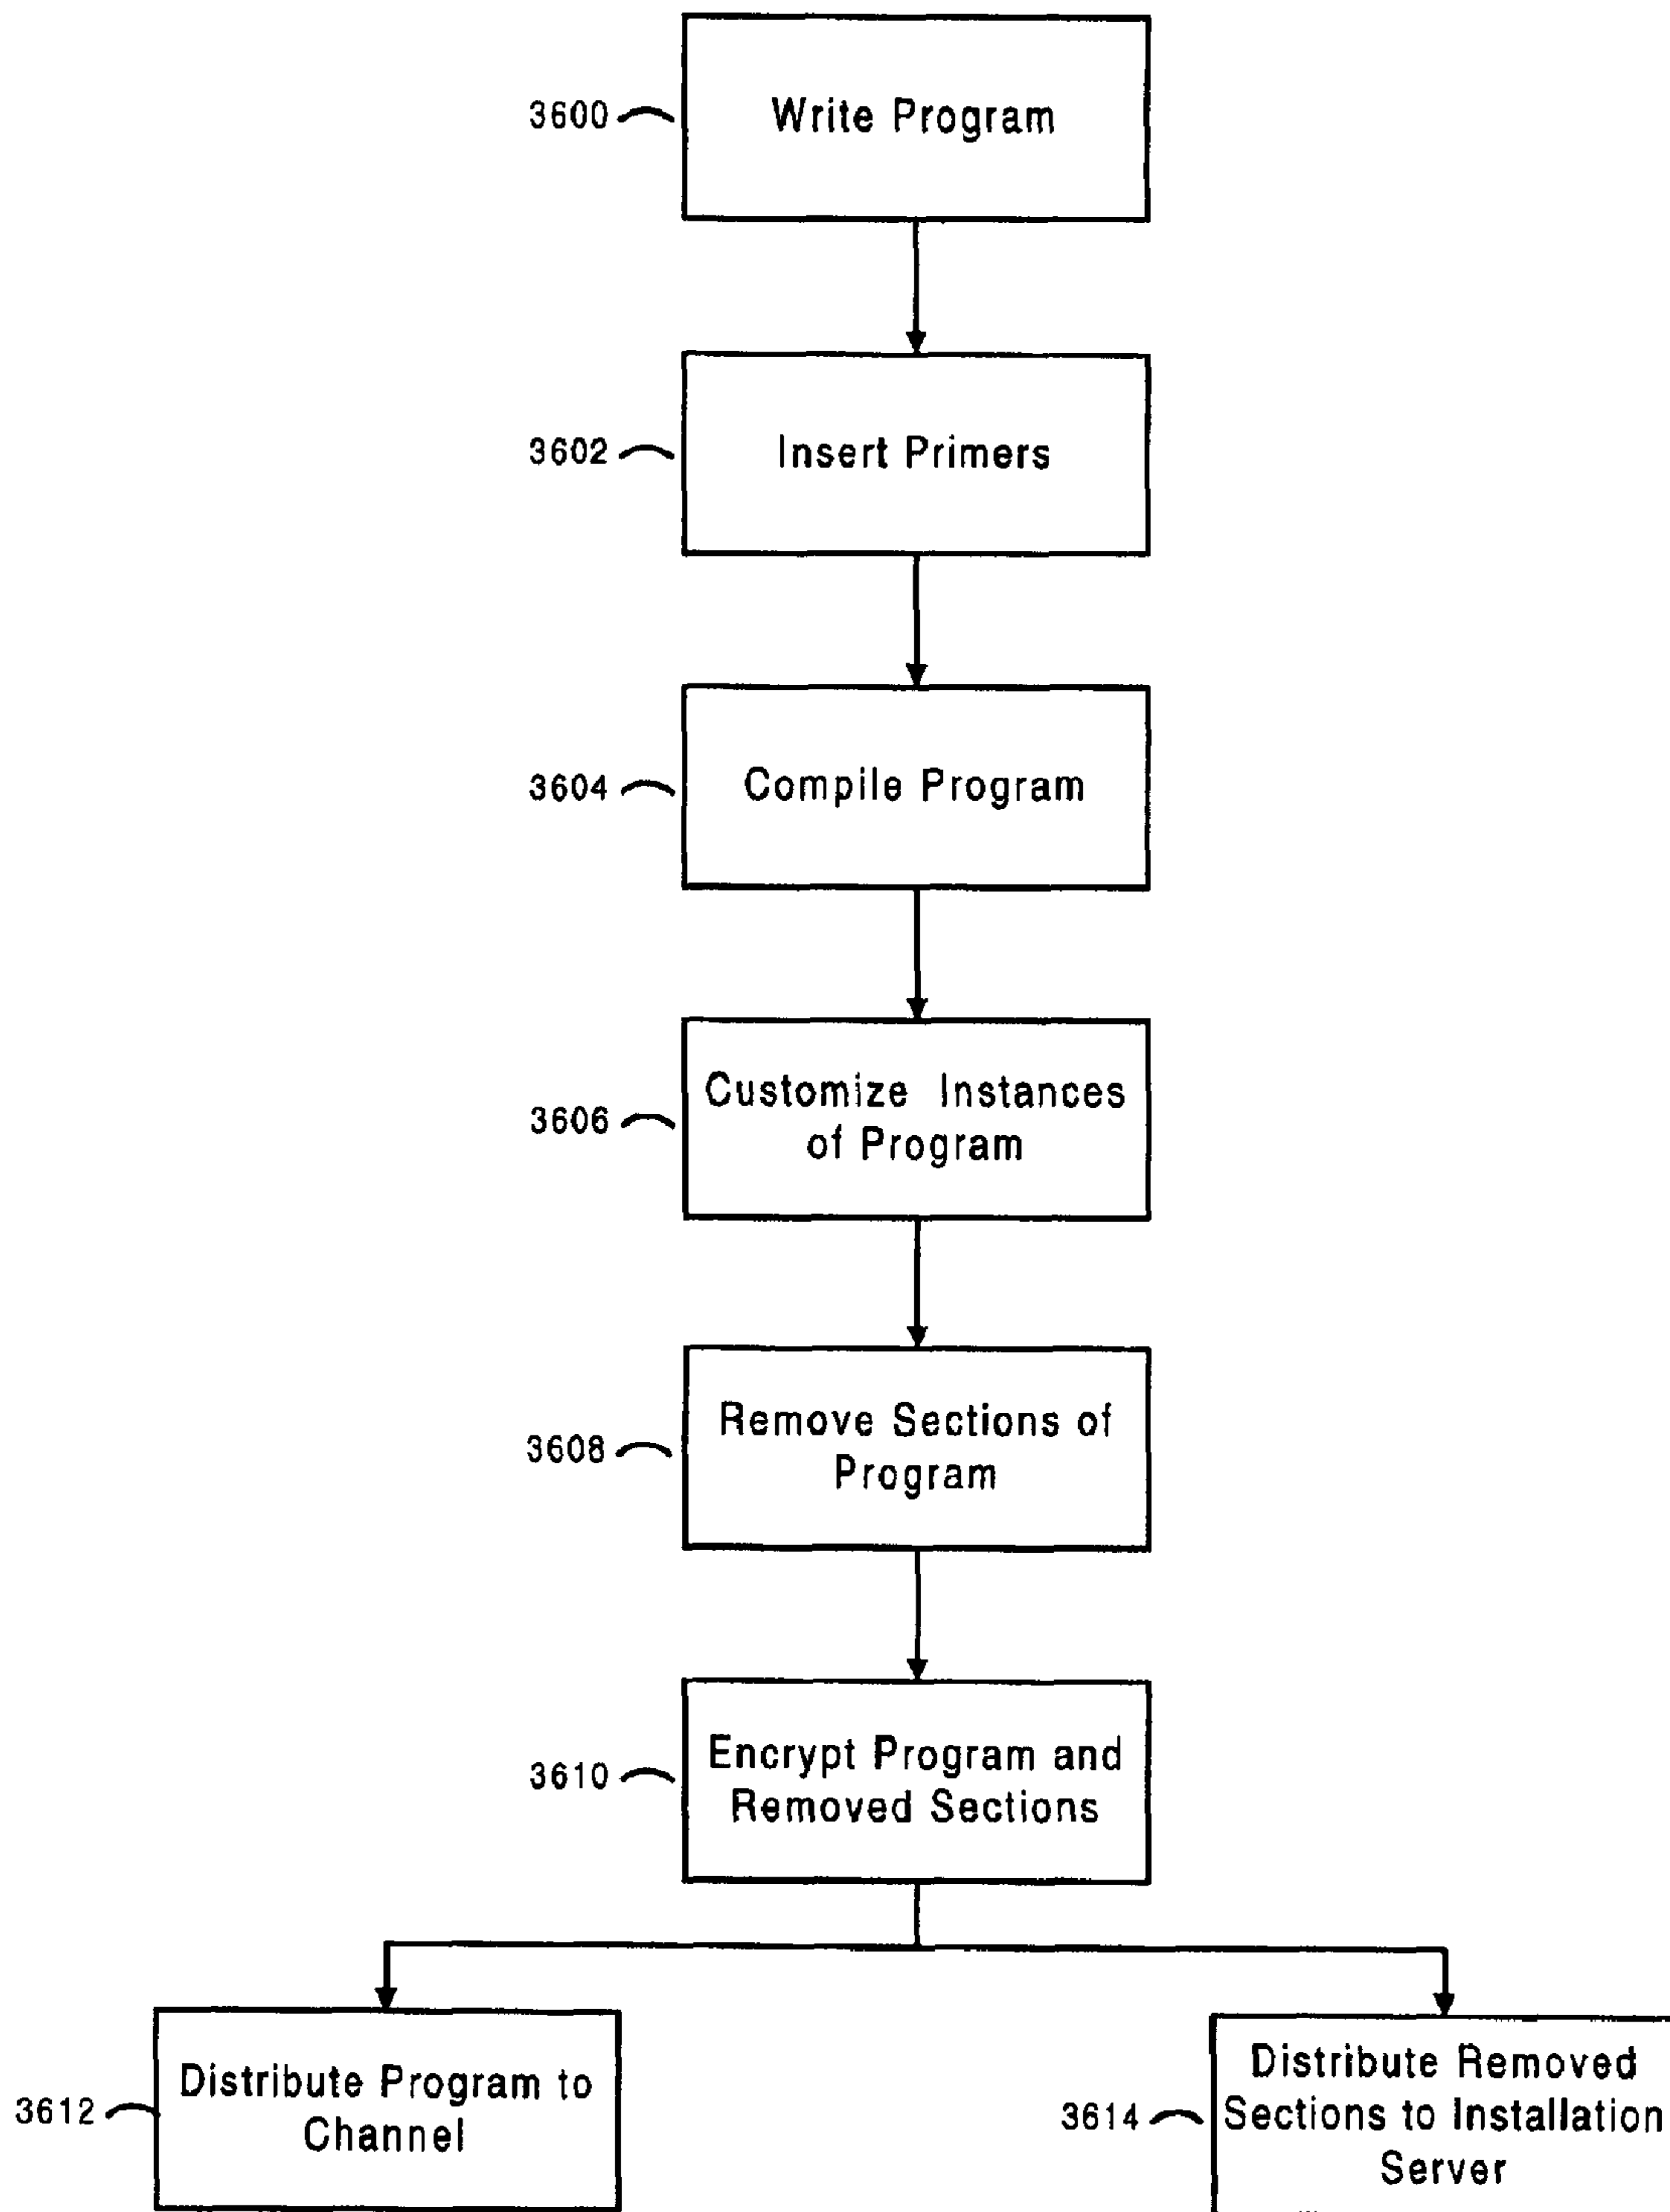 3600
Write Program
3602
Insert Primers
3604
Compile Program
3606
Customize Instances
of Program
3608
Remove Sections of
Program
3610
Encrypt Program and
Removed Sections
3612
Distribute Program to
Channel
3614
Distribute Removed
Sections to Installation
Server